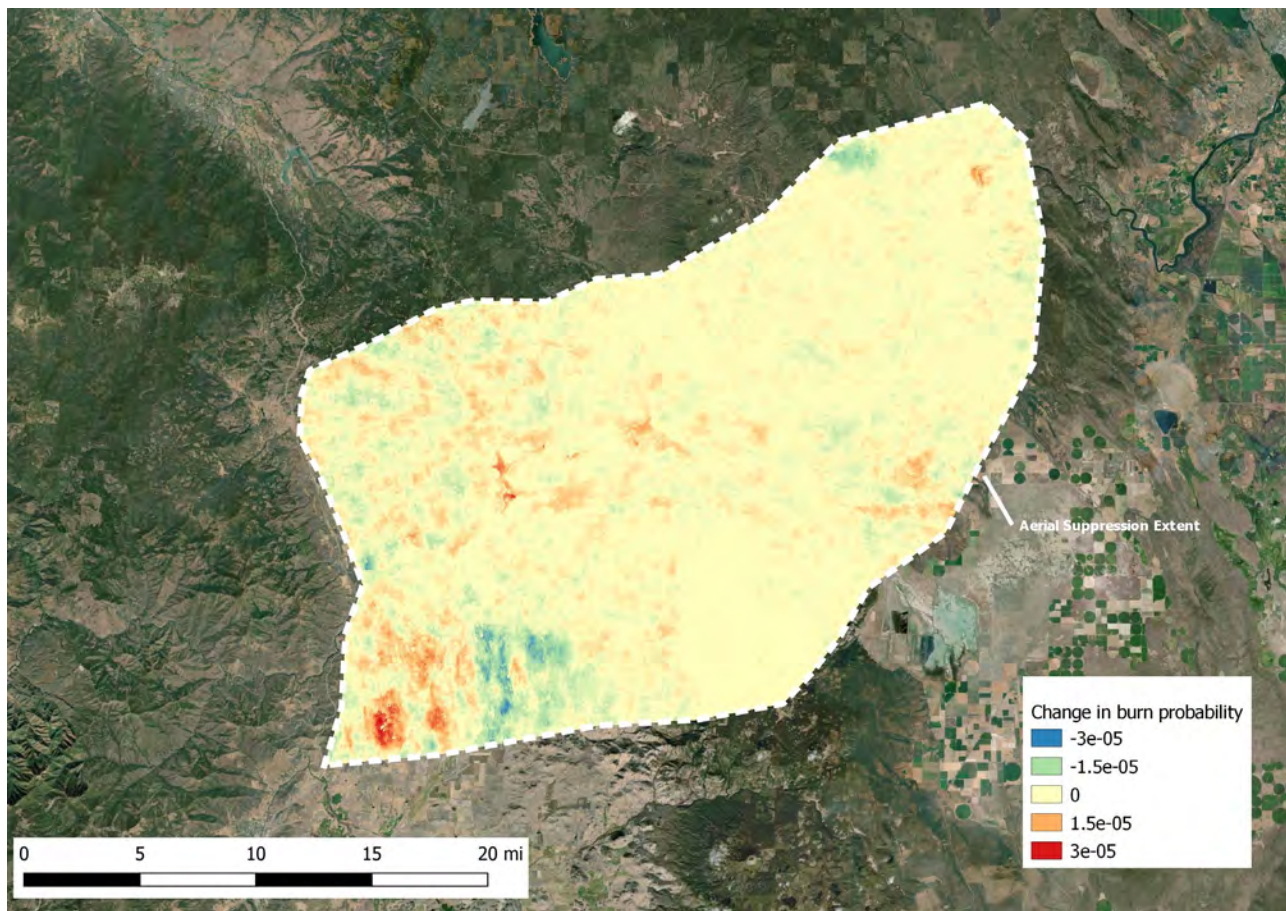 Aerial Suppression Extent
Change in burn probability
-3e-05
-1.5e-05
0
1.5e-05
3e-05
0 5 10 15 20 mi